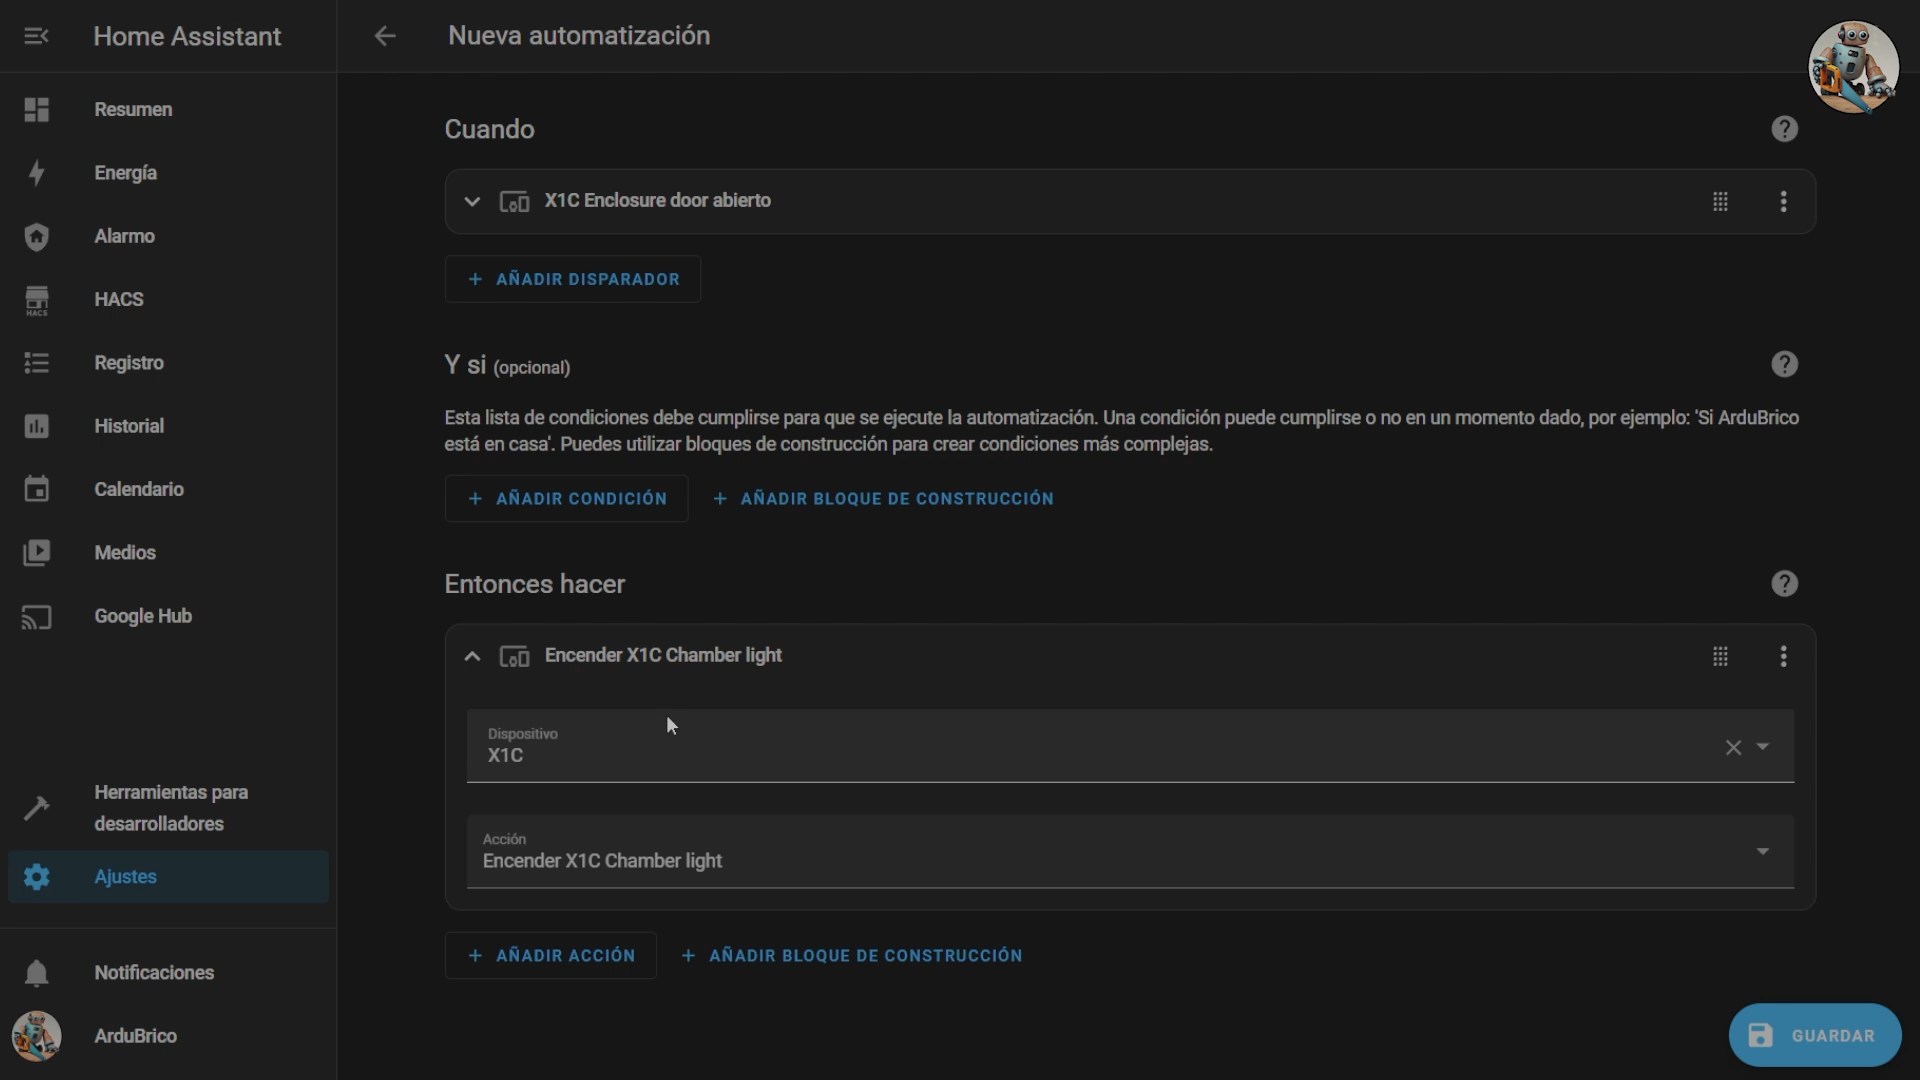 Home Assistant
Nueva automatización
Resumen
Energía
Alarmo
HACS
HACS
Registro
Historial
Calendario
Medios
Google Hub
Herramientas para
desarrolladores
Ajustes
Notificaciones
ArduBrico
Cuando
X1C Enclosure door abierto
+ AÑADIR DISPARADOR
Y si (opcional)
Esta lista de condiciones debe cumplirse para que se ejecute la automatización. Una condición puede cumplirse o no en un momento dado, por ejemplo: 'Si ArduBrico
está en casa'. Puedes utilizar bloques de construcción para crear condiciones más complejas.
+ AÑADIR CONDICIÓN + AÑADIR BLOQUE DE CONSTRUCCIÓN
Entonces hacer
Encender X1C Chamber light
Dispositivo
X1C
Acción
Encender X1C Chamber light
+ AÑADIR ACCIÓN + AÑADIR BLOQUE DE CONSTRUCCIÓN
GUARDAR